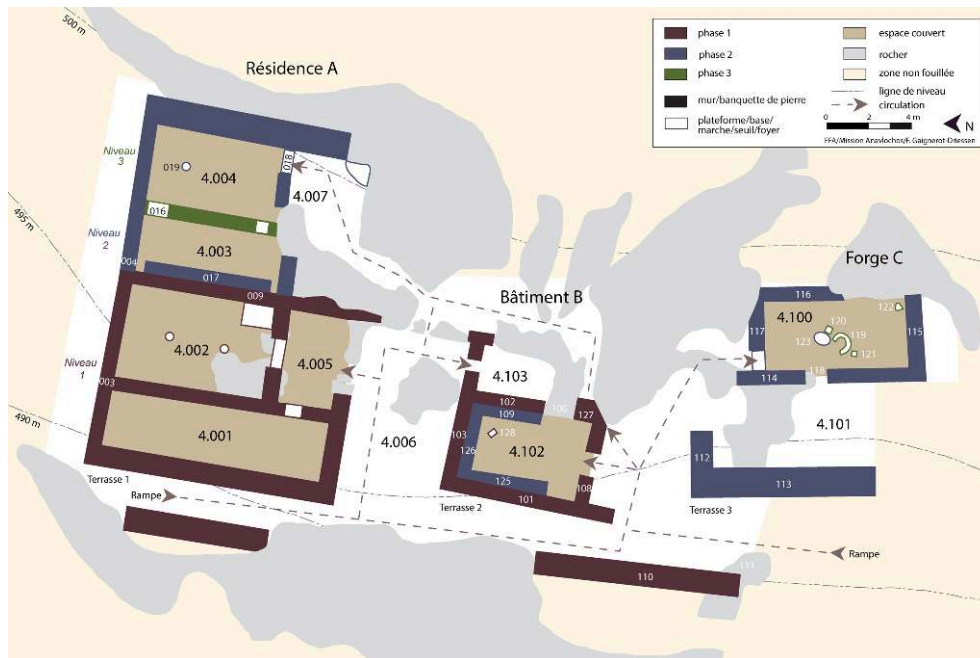 500 m
Résidence A
phase 1
phase 2
phase 3
mur/banquette de pierre
plateforme/base/
marche/seuil/foyer
espace couvert
rocher
zone non fouillée
ligne de niveau
circulation
0 2 4 m
N
EFA/Mission Anavlochos/F. Gaignerot-Driessen
Niveau
3
019
4.004
018
4.007
495 m
016
Niveau
2
4.003
004
017
009
Bâtiment B
Forge C
116
122
4.100
120
117
119
123
115
121
4.002
Niveau
1
4.005
4.103
003
118
114
102
106
109
127
490 m
4.006
103
128
4.101
4.001
4.102
112
126
125
108
113
Terrasse 1
101
Rampe
Terrasse 2
Terrasse 3
Rampe
111
110